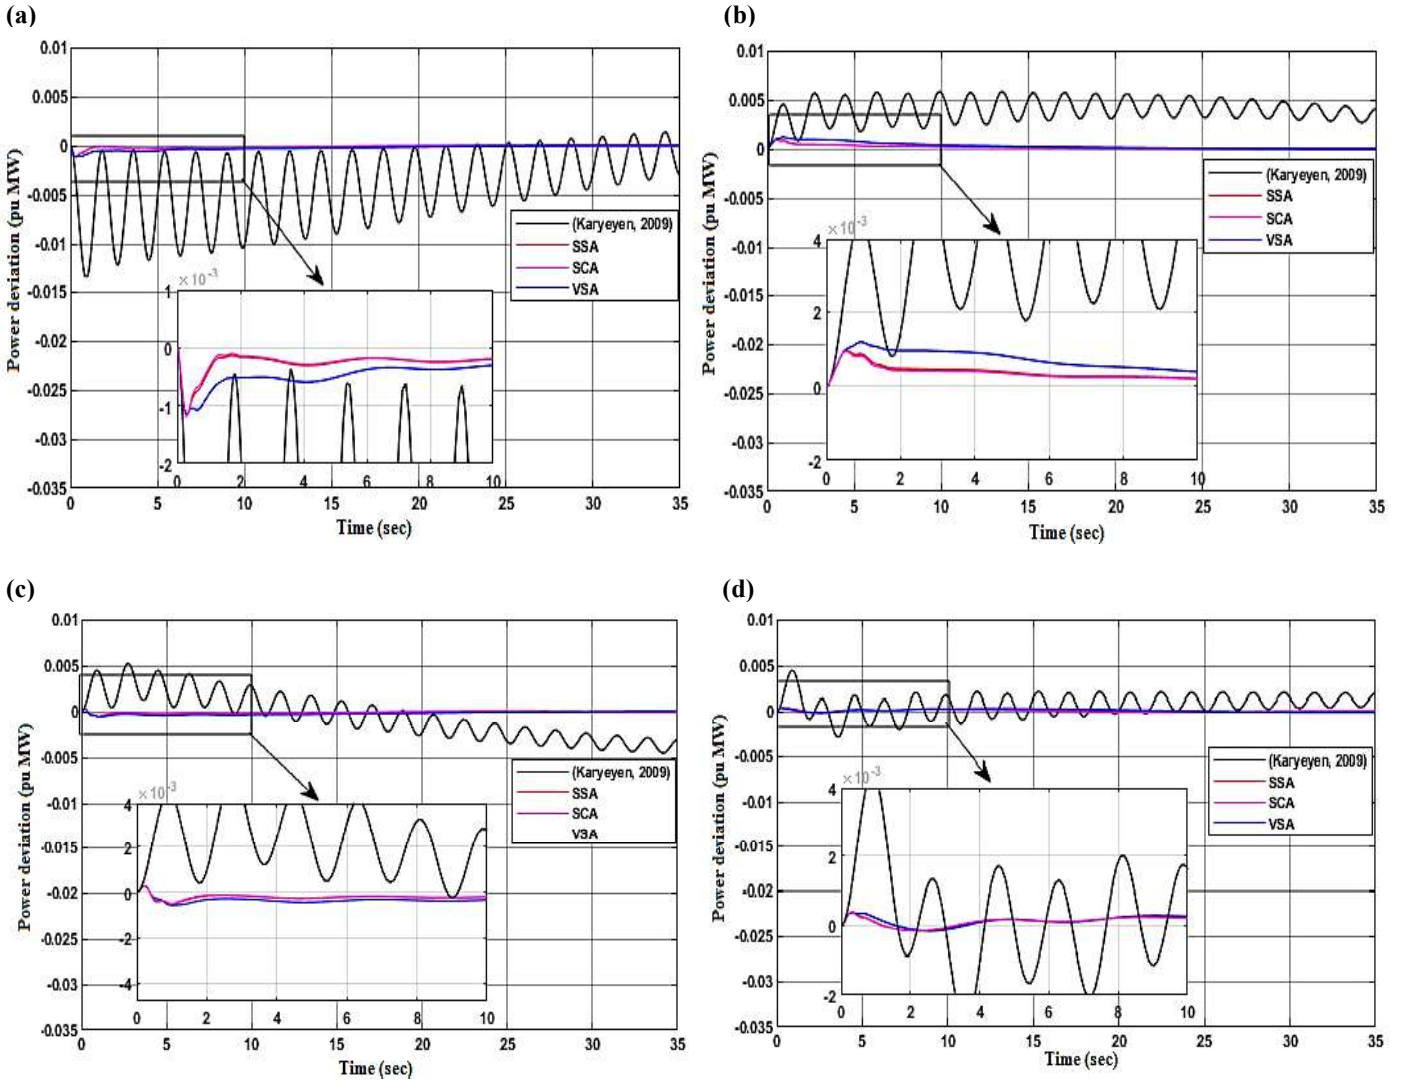 (a)
0.01
0.005
0
-0.005
-0.01
-0.015
-0.02
-0.025
-0.03
-0.035
Power deviation (pu MW)
(Karyeyen, 2009)
SSA
SCA
VSA
×10⁻³
1
0
-1
-2
0 2 4 6 8 10
0 5 10 15 20 25 30 35
Time (sec)
(b)
0.01
0.005
0
-0.005
-0.01
-0.015
-0.02
-0.025
-0.03
-0.035
Power deviation (pu MW)
(Karyeyen, 2009)
SSA
SCA
VSA
×10⁻³
4
2
0
-2
0 2 4 6 8 10
0 5 10 15 20 25 30 35
Time (sec)
(c)
0.01
0.005
0
-0.005
-0.01
-0.015
-0.02
-0.025
-0.03
-0.035
Power deviation (pu MW)
(Karyeyen, 2009)
SSA
SCA
VSA
×10⁻³
4
2
0
-2
-4
0 2 4 6 8 10
0 5 10 15 20 25 30 35
Time (sec)
(d)
0.01
0.005
0
-0.005
-0.01
-0.015
-0.02
-0.025
-0.03
-0.035
Power deviation (pu MW)
(Karyeyen, 2009)
SSA
SCA
VSA
×10⁻³
4
2
0
-2
0 2 4 6 8 10
0 5 10 15 20 25 30 35
Time (sec)